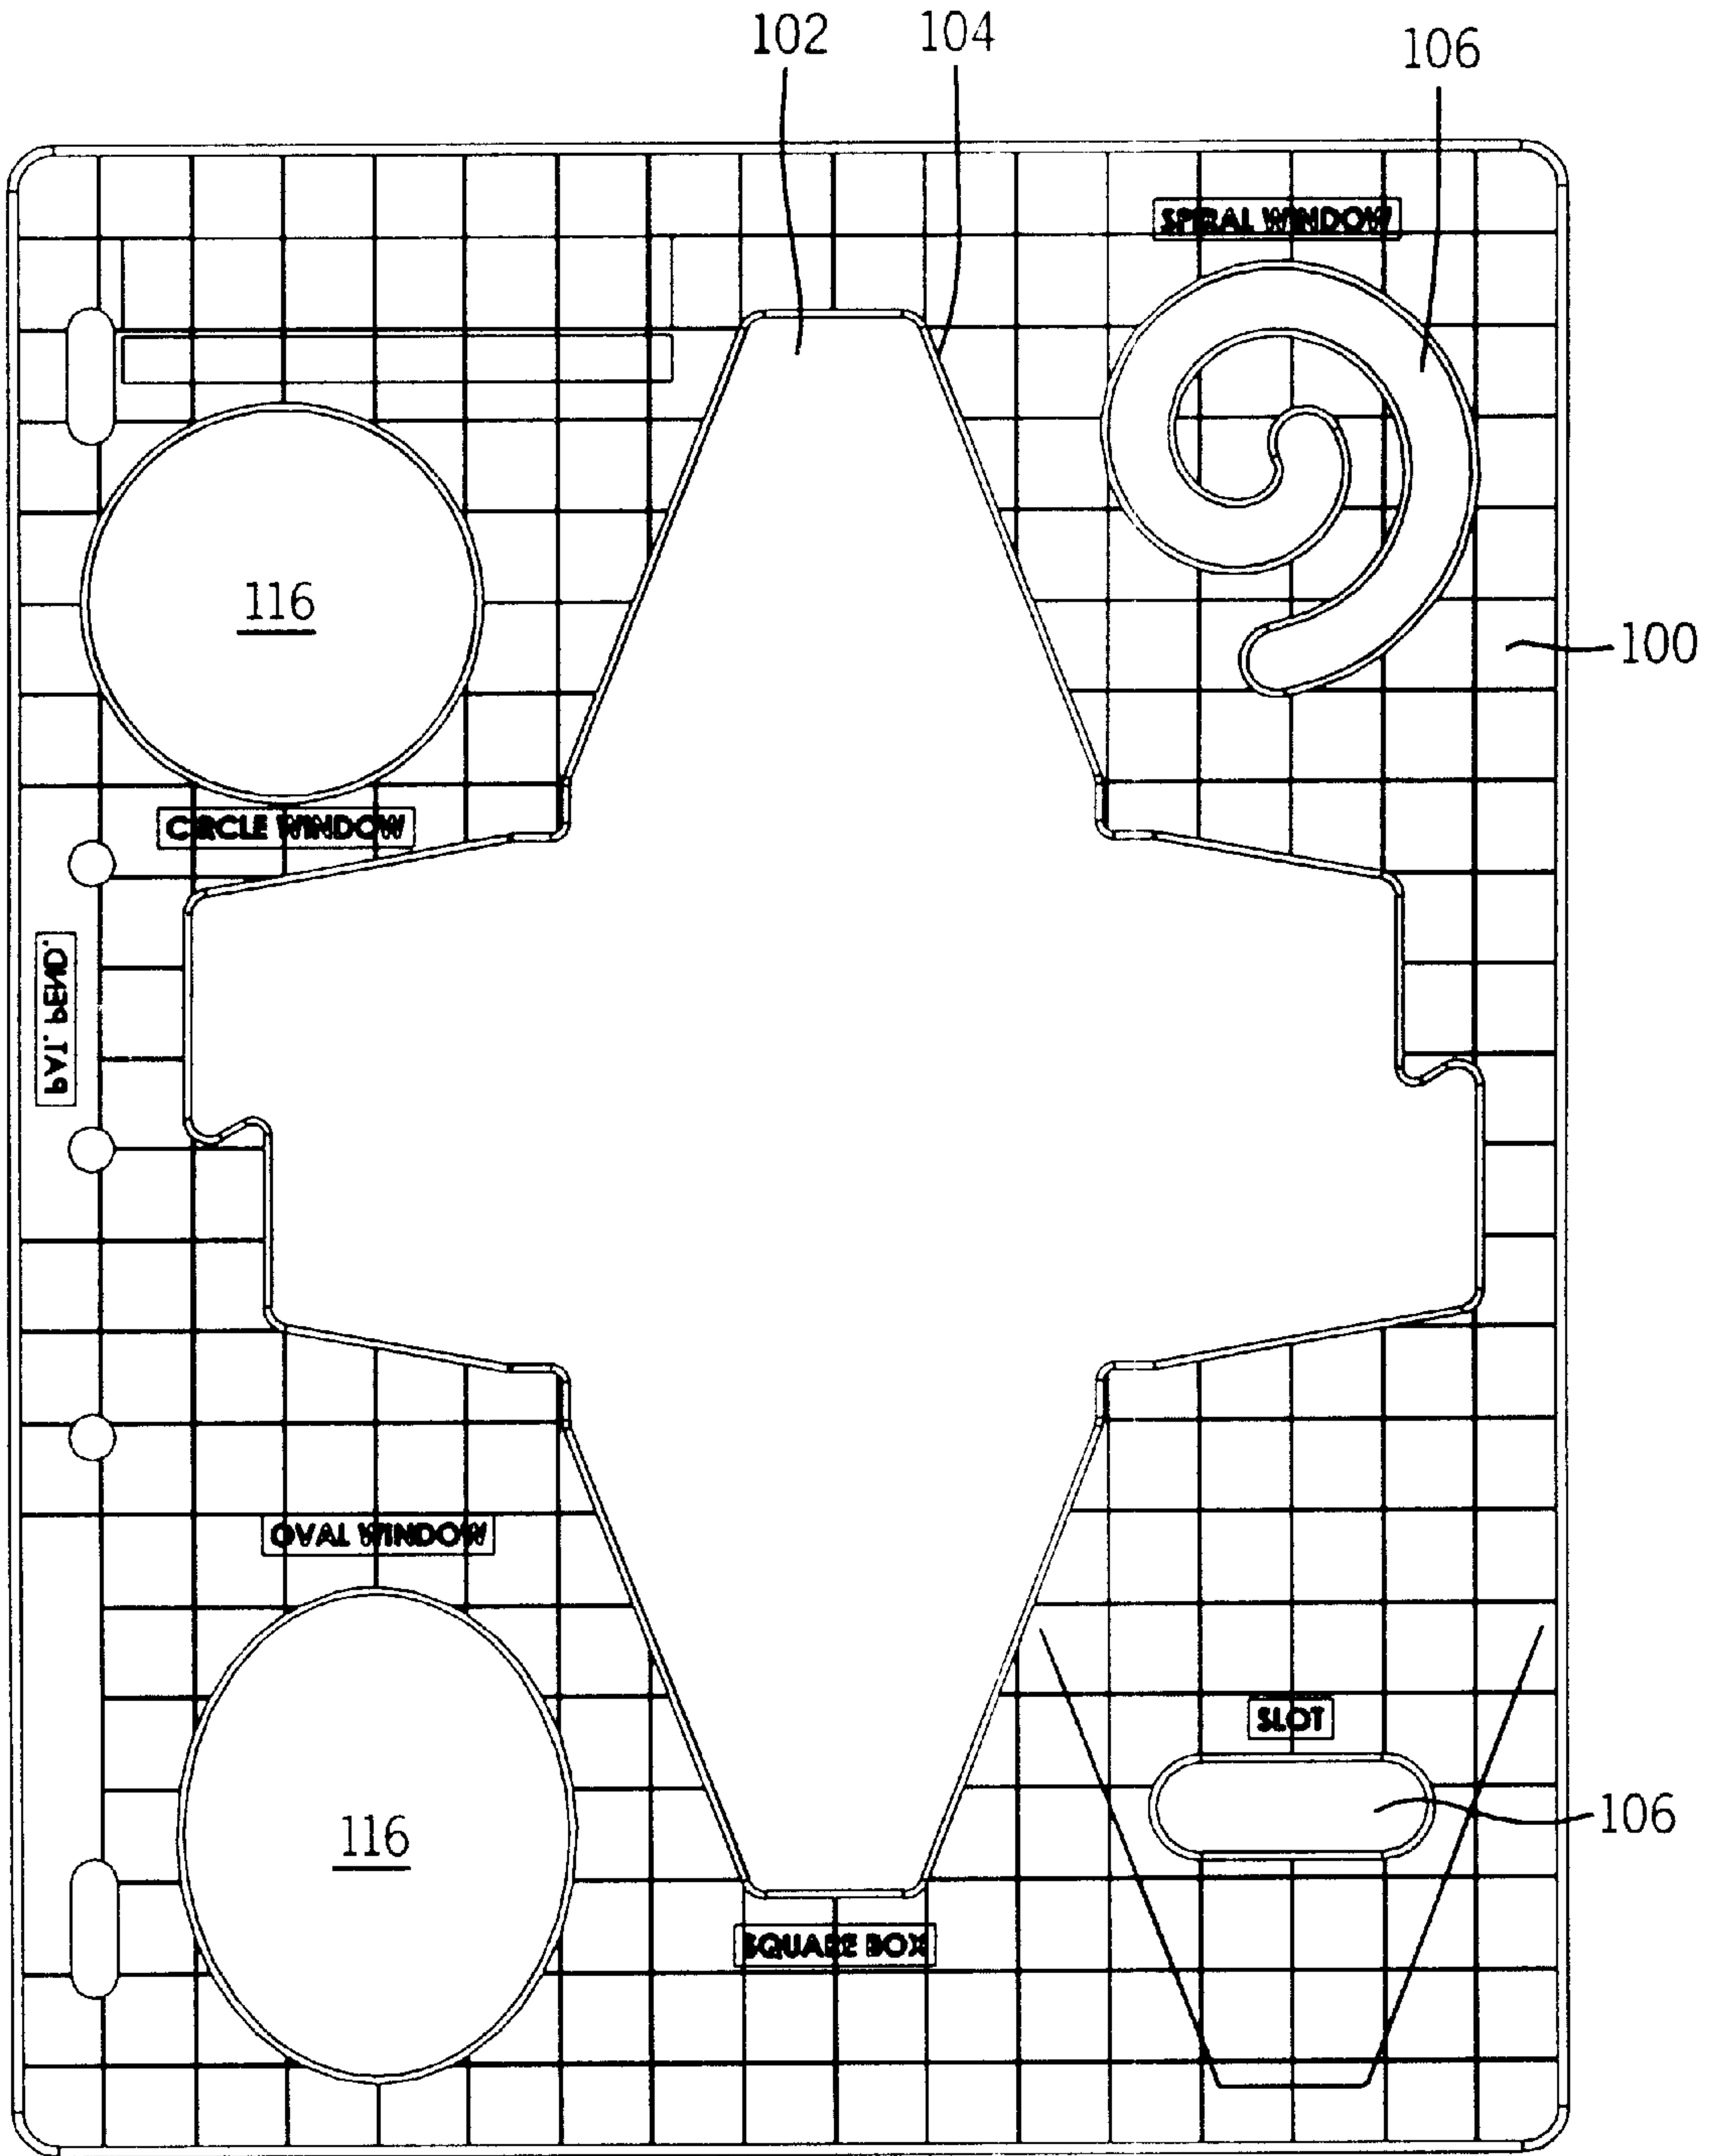 102
104
106
SPIRAL WINDOW
116
100
CIRCLE WINDOW
PAT. PEND.
OVAL WINDOW
SLOT
116
106
SQUARE BOX